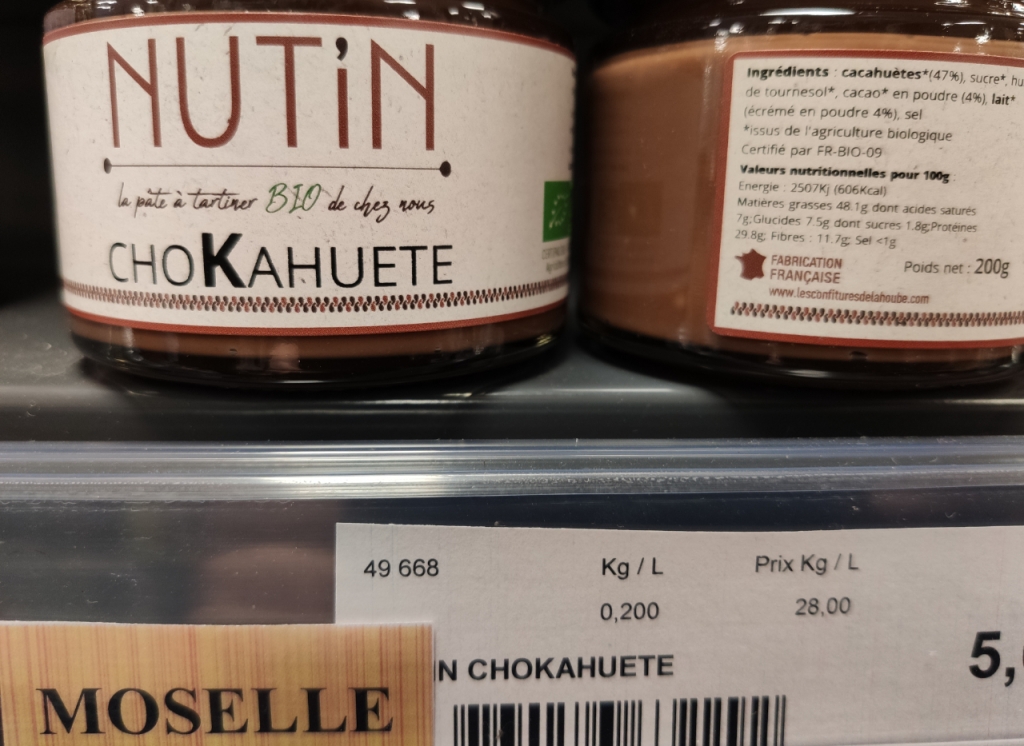 NUTiN
la pâte à tartiner BIO de chez nous
CHOKAHUETE
Ingrédients : cacahuètes*(47%), sucre*, hu
de tournesol*, cacao* en poudre (4%), lait*
(écrémé en poudre 4%), sel
*issus de l'agriculture biologique
Certifié par FR-BIO-09
Valeurs nutritionnelles pour 100g :
Energie : 2507Kj (606Kcal)
Matières grasses 48.1g dont acides saturés
7g;Glucides 7.5g dont sucres 1.8g;Protéines
29.8g; Fibres : 11.7g; Sel <1g
FABRICATION
FRANÇAISE
Poids net : 200g
www.lesconfituresdelahoube.com
49 668 Kg / L Prix Kg / L
0,200 28,00
N CHOKAHUETE
5,
MOSELLE